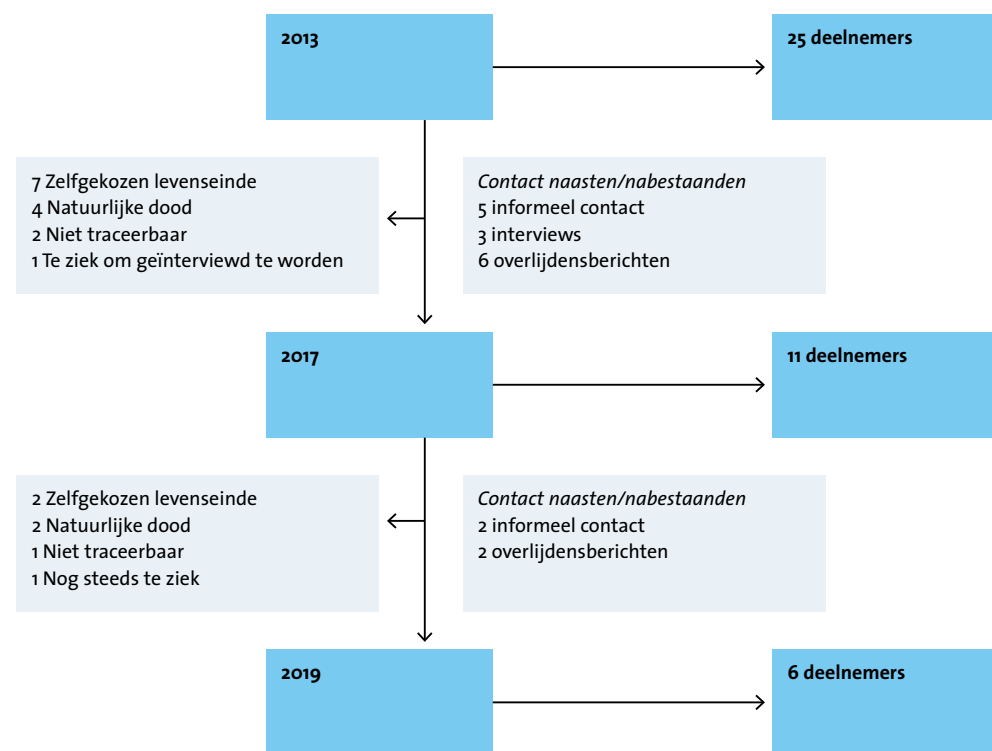 2013
25 deelnemers
7 Zelfgekozen levenseinde
4 Natuurlijke dood
2 Niet traceerbaar
1 Te ziek om geïnterviewd te worden
Contact naasten/nabestaanden
5 informeel contact
3 interviews
6 overlijdensberichten
2017
11 deelnemers
2 Zelfgekozen levenseinde
2 Natuurlijke dood
1 Niet traceerbaar
1 Nog steeds te ziek
Contact naasten/nabestaanden
2 informeel contact
2 overlijdensberichten
2019
6 deelnemers